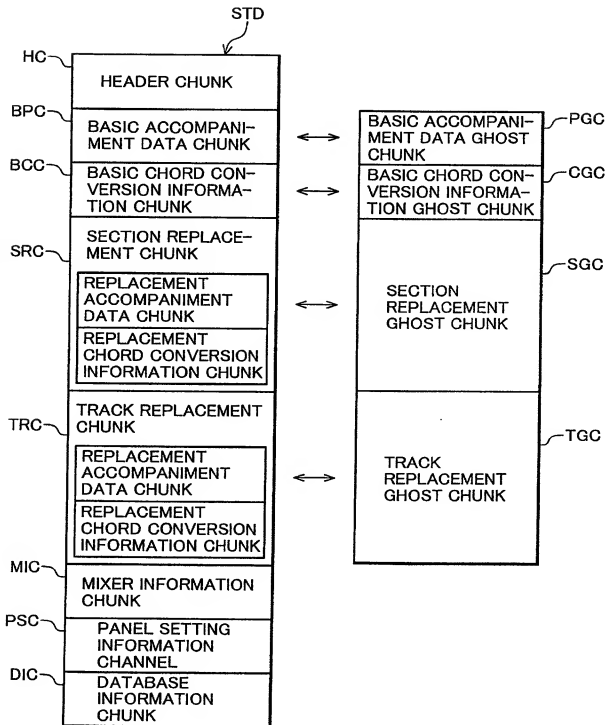 STD
HC
HEADER CHUNK
BPC
BASIC ACCOMPANI-
MENT DATA CHUNK
BCC
BASIC CHORD CON-
VERSION INFORMA-
TION CHUNK
SRC
SECTION REPLACE-
MENT CHUNK
REPLACEMENT
ACCOMPANIMENT
DATA CHUNK
REPLACEMENT
CHORD CONVERSION
INFORMATION CHUNK
TRC
TRACK REPLACEMENT
CHUNK
REPLACEMENT
ACCOMPANIMENT
DATA CHUNK
REPLACEMENT
CHORD CONVERSION
INFORMATION CHUNK
MIC
MIXER INFORMATION
CHUNK
PSC
PANEL SETTING
INFORMATION
CHANNEL
DIC
DATABASE
INFORMATION
CHUNK
BASIC ACCOMPANI-
MENT DATA GHOST
CHUNK
PGC
BASIC CHORD CON-
VERSION INFORMA-
TION GHOST CHUNK
CGC
SECTION
REPLACEMENT
GHOST CHUNK
SGC
TRACK
REPLACEMENT
GHOST CHUNK
TGC